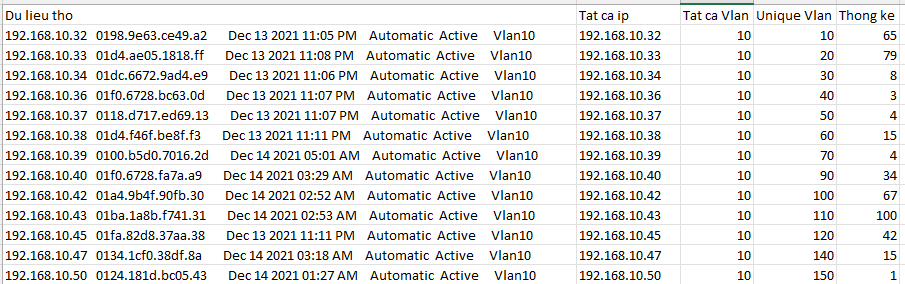 Du lieu tho Tat ca ip Tat ca Vlan Unique Vlan Thong ke
192.168.10.32 0198.9e63.ce49.a2 Dec 13 2021 11:05 PM Automatic Active Vlan10 192.168.10.32 10 10 65
192.168.10.33 01d4.ae05.1818.ff Dec 13 2021 11:08 PM Automatic Active Vlan10 192.168.10.33 10 20 79
192.168.10.34 01dc.6672.9ad4.e9 Dec 13 2021 11:06 PM Automatic Active Vlan10 192.168.10.34 10 30 8
192.168.10.36 01f0.6728.bc63.0d Dec 13 2021 11:07 PM Automatic Active Vlan10 192.168.10.36 10 40 3
192.168.10.37 0118.d717.ed69.13 Dec 13 2021 11:07 PM Automatic Active Vlan10 192.168.10.37 10 50 4
192.168.10.38 01d4.f46f.be8f.f3 Dec 13 2021 11:11 PM Automatic Active Vlan10 192.168.10.38 10 60 15
192.168.10.39 0100.b5d0.7016.2d Dec 14 2021 05:01 AM Automatic Active Vlan10 192.168.10.39 10 70 4
192.168.10.40 01f0.6728.fa7a.a9 Dec 14 2021 03:29 AM Automatic Active Vlan10 192.168.10.40 10 90 34
192.168.10.42 01a4.9b4f.90fb.30 Dec 14 2021 02:52 AM Automatic Active Vlan10 192.168.10.42 10 100 67
192.168.10.43 01ba.1a8b.f741.31 Dec 14 2021 02:53 AM Automatic Active Vlan10 192.168.10.43 10 110 100
192.168.10.45 01fa.82d8.37aa.38 Dec 13 2021 11:11 PM Automatic Active Vlan10 192.168.10.45 10 120 42
192.168.10.47 0134.1cf0.38df.8a Dec 14 2021 03:18 AM Automatic Active Vlan10 192.168.10.47 10 140 15
192.168.10.50 0124.181d.bc05.43 Dec 14 2021 01:27 AM Automatic Active Vlan10 192.168.10.50 10 150 1